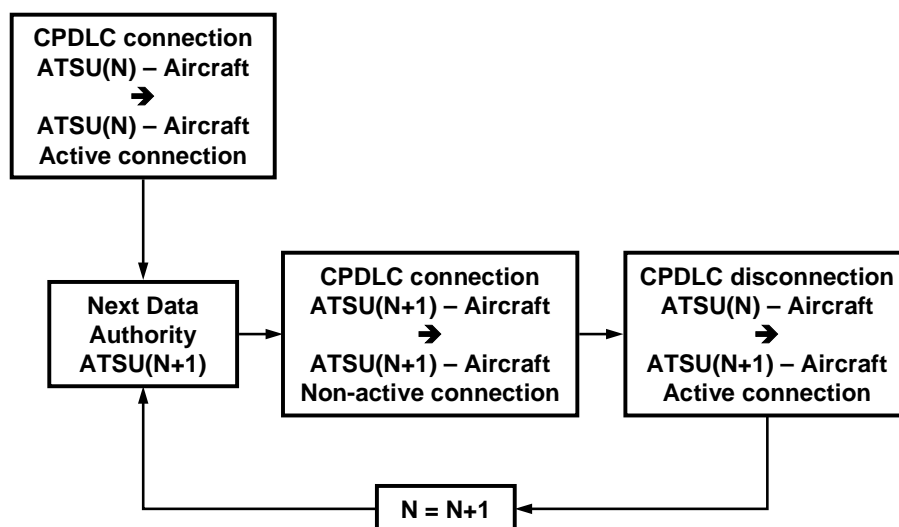 CPDLC connection
ATSU(N) – Aircraft
➔
ATSU(N) – Aircraft
Active connection
Next Data
Authority
ATSU(N+1)
CPDLC connection
ATSU(N+1) – Aircraft
➔
ATSU(N+1) – Aircraft
Non-active connection
CPDLC disconnection
ATSU(N) – Aircraft
➔
ATSU(N+1) – Aircraft
Active connection
N = N+1